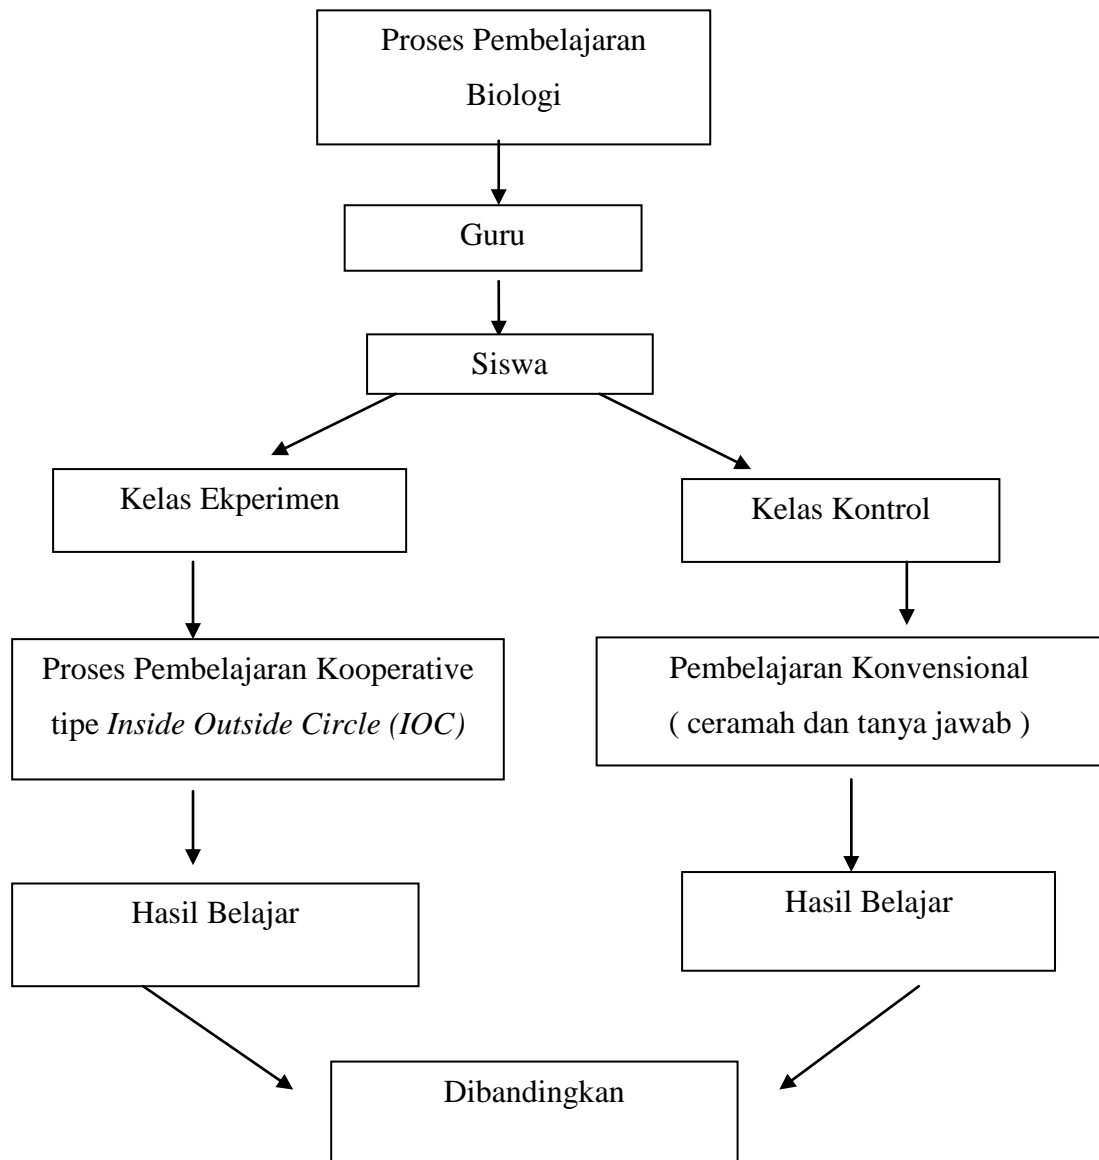 Proses Pembelajaran
Biologi
Guru
Siswa
Kelas Ekperimen
Kelas Kontrol
Proses Pembelajaran Kooperative
tipe Inside Outside Circle (IOC)
Pembelajaran Konvensional
( ceramah dan tanya jawab )
Hasil Belajar
Hasil Belajar
Dibandingkan